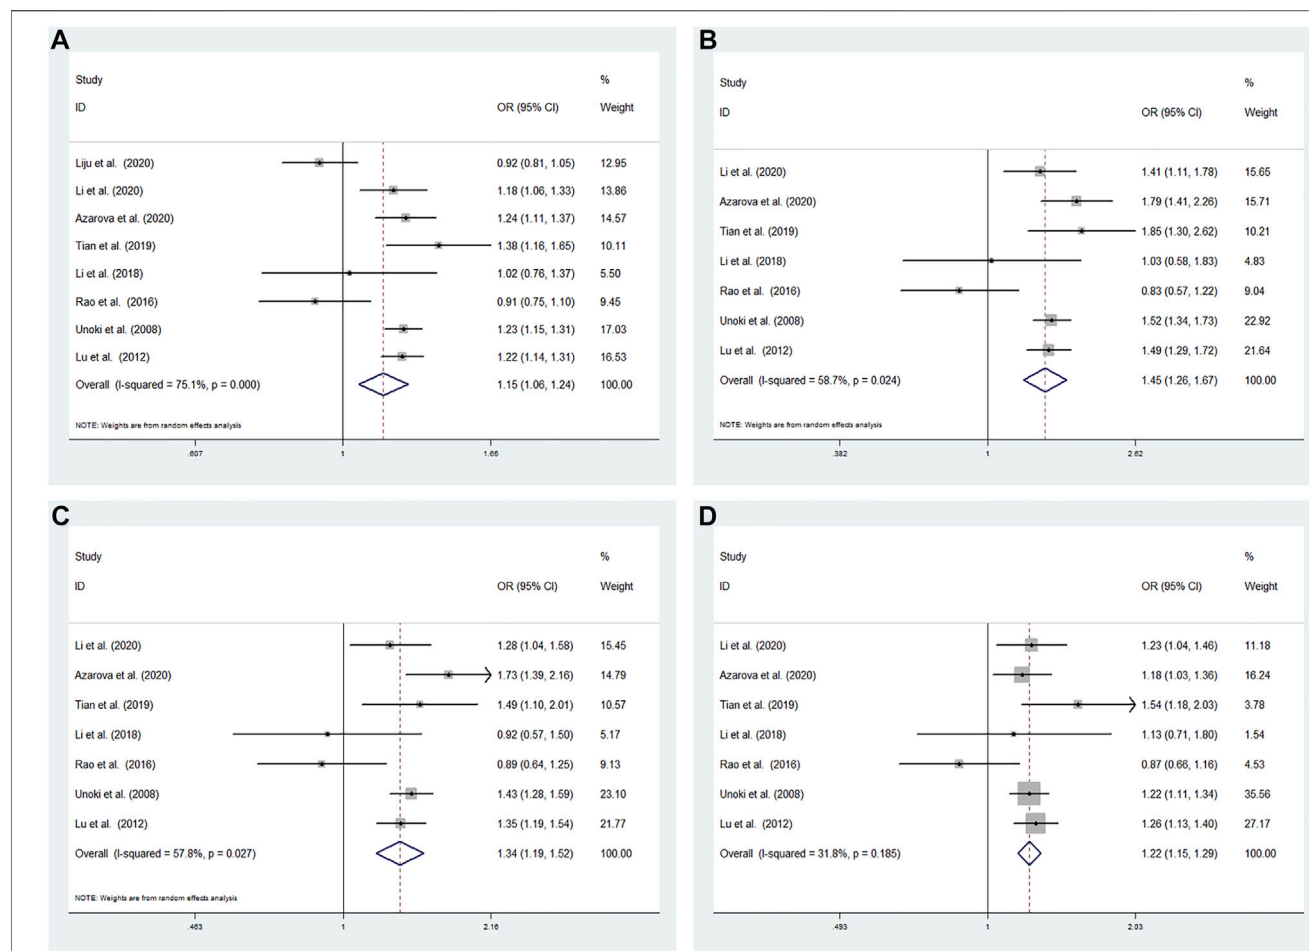 A
Study %
ID OR (95% CI) Weight
Liju et al. (2020) 0.92 (0.81, 1.05) 12.95
Li et al. (2020) 1.18 (1.06, 1.33) 13.86
Azarova et al. (2020) 1.24 (1.11, 1.37) 14.57
Tian et al. (2019) 1.38 (1.16, 1.65) 10.11
Li et al. (2018) 1.02 (0.76, 1.37) 5.50
Rao et al. (2016) 0.91 (0.75, 1.10) 9.45
Unoki et al. (2008) 1.23 (1.15, 1.31) 17.03
Lu et al. (2012) 1.22 (1.14, 1.31) 16.53
Overall (I-squared = 75.1%, p = 0.000) 1.15 (1.06, 1.24) 100.00
NOTE: Weights are from random effects analysis
.607 1 1.65
B
Study %
ID OR (95% CI) Weight
Li et al. (2020) 1.41 (1.11, 1.78) 15.65
Azarova et al. (2020) 1.79 (1.41, 2.26) 15.71
Tian et al. (2019) 1.85 (1.30, 2.62) 10.21
Li et al. (2018) 1.03 (0.58, 1.83) 4.83
Rao et al. (2016) 0.83 (0.57, 1.22) 9.04
Unoki et al. (2008) 1.52 (1.34, 1.73) 22.92
Lu et al. (2012) 1.49 (1.29, 1.72) 21.64
Overall (I-squared = 58.7%, p = 0.024) 1.45 (1.26, 1.67) 100.00
NOTE: Weights are from random effects analysis
.382 1 2.62
C
Study %
ID OR (95% CI) Weight
Li et al. (2020) 1.28 (1.04, 1.58) 15.45
Azarova et al. (2020) 1.73 (1.39, 2.16) 14.79
Tian et al. (2019) 1.49 (1.10, 2.01) 10.57
Li et al. (2018) 0.92 (0.57, 1.50) 5.17
Rao et al. (2016) 0.89 (0.64, 1.25) 9.13
Unoki et al. (2008) 1.43 (1.28, 1.59) 23.10
Lu et al. (2012) 1.35 (1.19, 1.54) 21.77
Overall (I-squared = 57.8%, p = 0.027) 1.34 (1.19, 1.52) 100.00
NOTE: Weights are from random effects analysis
.463 1 2.16
D
Study %
ID OR (95% CI) Weight
Li et al. (2020) 1.23 (1.04, 1.46) 11.18
Azarova et al. (2020) 1.18 (1.03, 1.36) 16.24
Tian et al. (2019) 1.54 (1.18, 2.03) 3.78
Li et al. (2018) 1.13 (0.71, 1.80) 1.54
Rao et al. (2016) 0.87 (0.66, 1.16) 4.53
Unoki et al. (2008) 1.22 (1.11, 1.34) 35.56
Lu et al. (2012) 1.26 (1.13, 1.40) 27.17
Overall (I-squared = 31.8%, p = 0.185) 1.22 (1.15, 1.29) 100.00
.493 1 2.03